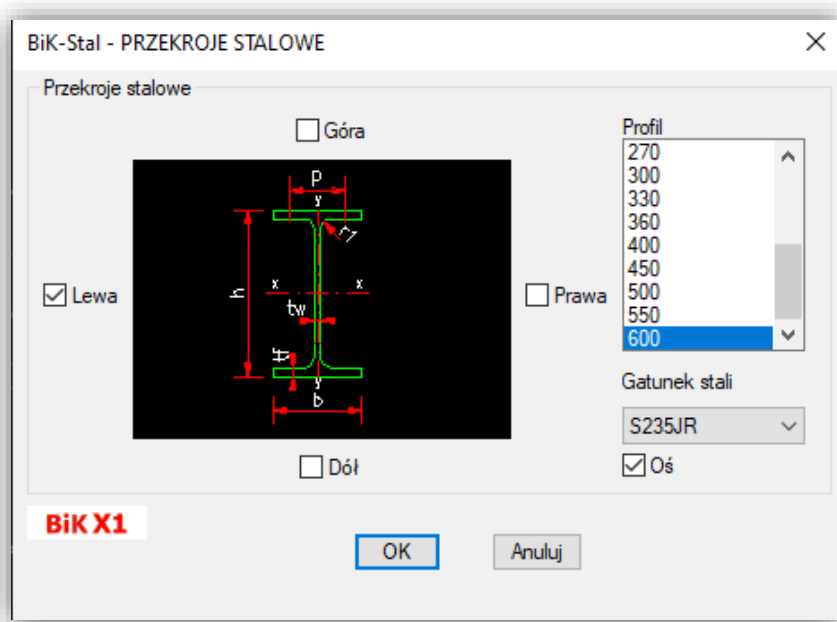 BiK-Stal - PRZEKROJE STALOWE
Przekroje stalowe
Góra
Profil
270
300
330
360
400
450
500
550
600
p
y
r1
h
x
x
tw
tf
y
b
Lewa
Prawa
Gatunek stali
S235JR
Dół
Oś
BiK X1
OK
Anuluj